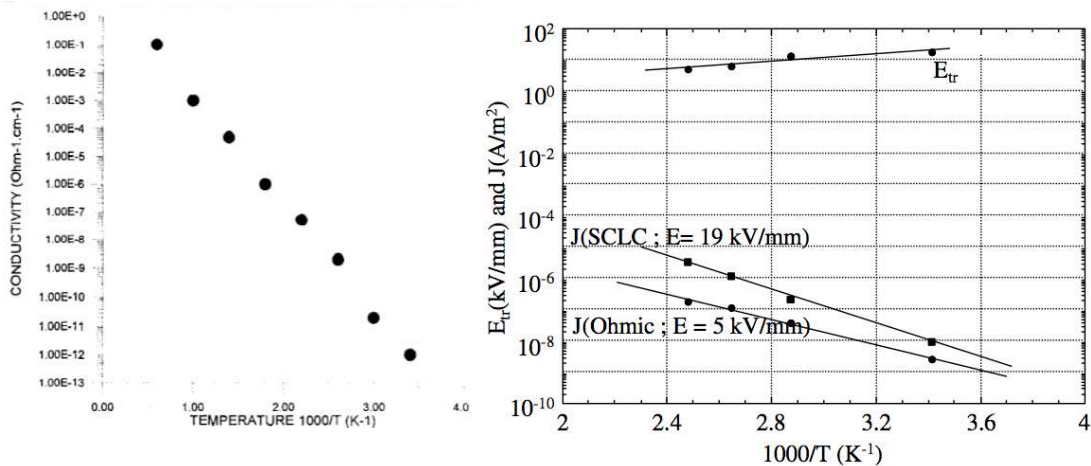 1.00E+0
1.00E-1
1.00E-2
1.00E-3
1.00E-4
1.00E-5
1.00E-6
1.00E-7
1.00E-8
1.00E-9
1.00E-10
1.00E-11
1.00E-12
1.00E-13
CONDUCTIVITY (Ohm-1.cm-1)
0.00 1.00 2.00 3.00 4.0
TEMPERATURE 1000/T (K-1)
10²
10⁰
10⁻²
10⁻⁴
10⁻⁶
10⁻⁸
10⁻¹⁰
E_tr(kV/mm) and J(A/m²)
E_tr
J(SCLC ; E= 19 kV/mm)
J(Ohmic ; E = 5 kV/mm)
2 2.4 2.8 3.2 3.6 4
1000/T (K⁻¹)